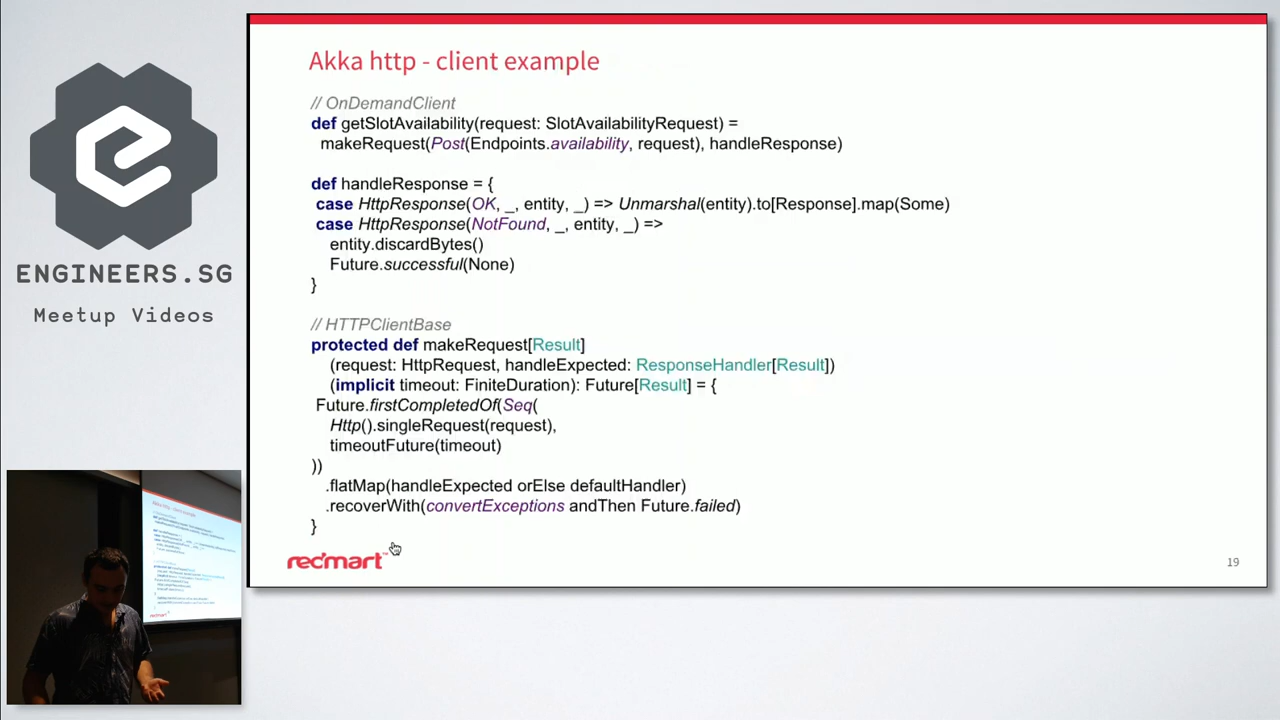 ENGINEERS.SG
Meetup Videos
Akka http - client example
// OnDemandClient
def getSlotAvailability(request: SlotAvailabilityRequest) =
makeRequest(Post(Endpoints.availability, request), handleResponse)
def handleResponse = {
case HttpResponse(OK, _, entity, _) => Unmarshal(entity).to[Response].map(Some)
case HttpResponse(NotFound, _, entity, _) =>
entity.discardBytes()
Future.successful(None)
}
// HTTPClientBase
protected def makeRequest[Result]
(request: HttpRequest, handleExpected: ResponseHandler[Result])
(implicit timeout: FiniteDuration): Future[Result] = {
Future.firstCompletedOf(Seq(
Http().singleRequest(request),
timeoutFuture(timeout)
))
.flatMap(handleExpected orElse defaultHandler)
.recoverWith(convertExceptions andThen Future.failed)
}
redmart™
19